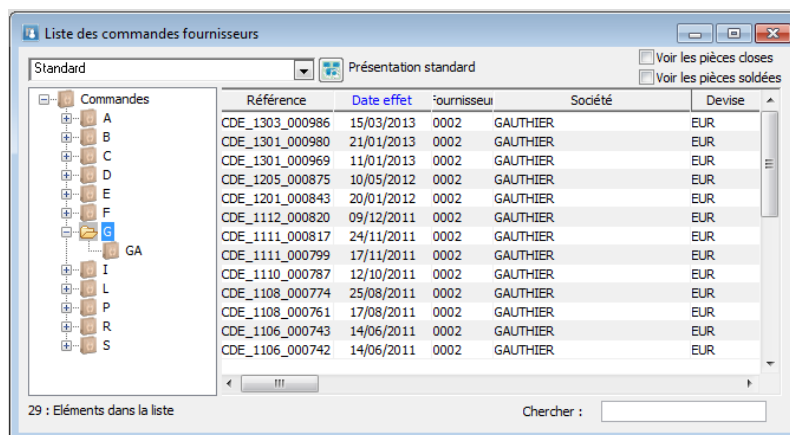 Liste des commandes fournisseurs
Standard
Présentation standard
Voir les pièces closes
Voir les pièces soldées
Commandes
A
B
C
D
E
F
G
GA
I
L
P
R
S
Référence Date effet Fournisseur Société Devise
CDE_1303_000986 15/03/2013 0002 GAUTHIER EUR
CDE_1301_000980 21/01/2013 0002 GAUTHIER EUR
CDE_1301_000969 11/01/2013 0002 GAUTHIER EUR
CDE_1205_000875 10/05/2012 0002 GAUTHIER EUR
CDE_1201_000843 20/01/2012 0002 GAUTHIER EUR
CDE_1112_000820 09/12/2011 0002 GAUTHIER EUR
CDE_1111_000817 24/11/2011 0002 GAUTHIER EUR
CDE_1111_000799 17/11/2011 0002 GAUTHIER EUR
CDE_1110_000787 12/10/2011 0002 GAUTHIER EUR
CDE_1108_000774 25/08/2011 0002 GAUTHIER EUR
CDE_1108_000761 17/08/2011 0002 GAUTHIER EUR
CDE_1106_000743 14/06/2011 0002 GAUTHIER EUR
CDE_1106_000742 14/06/2011 0002 GAUTHIER EUR
29 : Eléments dans la liste
Chercher :